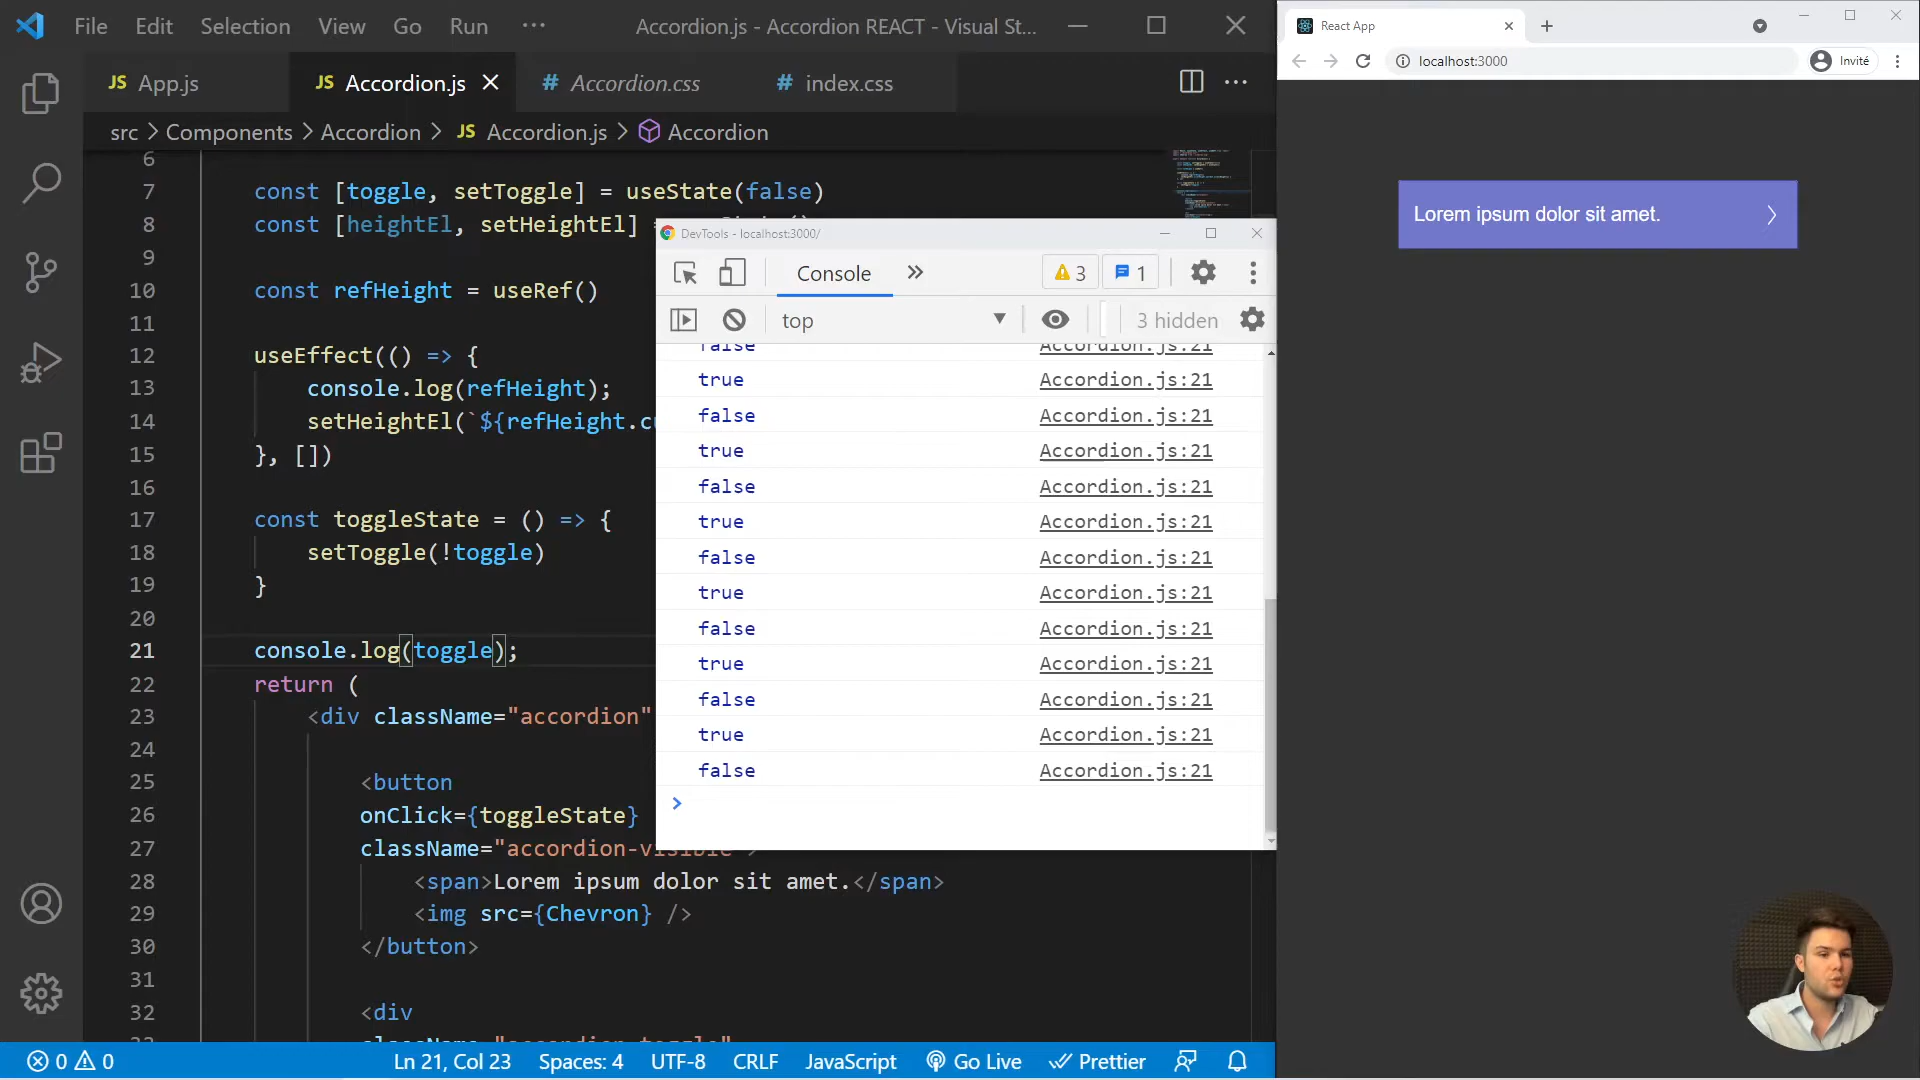 File Edit Selection View Go Run ··· Accordion.js - Accordion REACT - Visual St...
JS App.js JS Accordion.js # Accordion.css # index.css
src > Components > Accordion > JS Accordion.js > Accordion
6
7 const [toggle, setToggle] = useState(false)
8 const [heightEl, setHeightEl] =
9
10 const refHeight = useRef()
11
12 useEffect(() => {
13 console.log(refHeight);
14 setHeightEl(`${refHeight.cu
15 }, [])
16
17 const toggleState = () => {
18 setToggle(!toggle)
19 }
20
21 console.log(toggle);
22 return (
23 <div className="accordion"
24
25 <button
26 onClick={toggleState}
27 className="accordion-visible">
28 <span>Lorem ipsum dolor sit amet.</span>
29 <img src={Chevron} />
30 </button>
31
32 <div
0 0 Ln 21, Col 23 Spaces: 4 UTF-8 CRLF JavaScript Go Live Prettier
DevTools - localhost:3000/
Console 3 1
top 3 hidden
false Accordion.js:21
true Accordion.js:21
false Accordion.js:21
true Accordion.js:21
false Accordion.js:21
true Accordion.js:21
false Accordion.js:21
true Accordion.js:21
false Accordion.js:21
true Accordion.js:21
false Accordion.js:21
true Accordion.js:21
false Accordion.js:21
>
React App
localhost:3000 Invité
Lorem ipsum dolor sit amet.